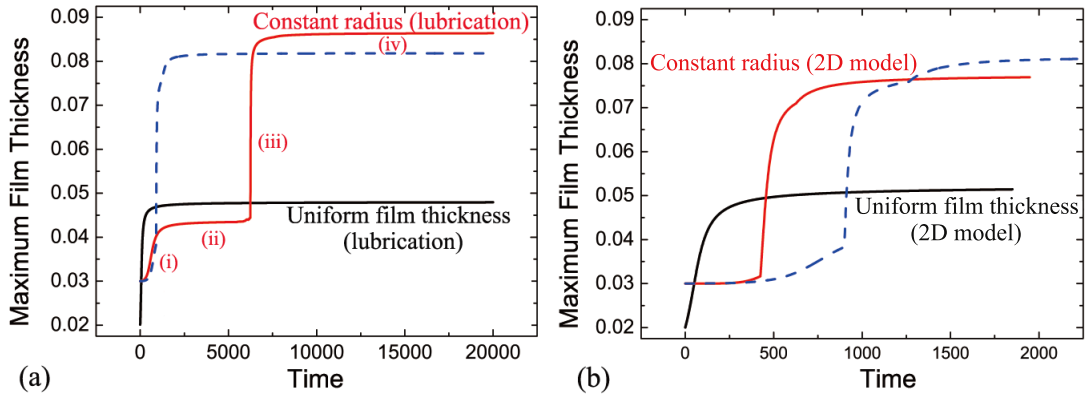 Maximum Film Thickness
0.09
0.08
0.07
0.06
0.05
0.04
0.03
0.02
Constant radius (lubrication)
(iv)
(iii)
Uniform film thickness
(lubrication)
(ii)
(i)
0
5000
10000
15000
20000
Time
(a)
Maximum Film Thickness
0.09
0.08
0.07
0.06
0.05
0.04
0.03
0.02
Constant radius (2D model)
Uniform film thickness
(2D model)
0
500
1000
1500
2000
Time
(b)